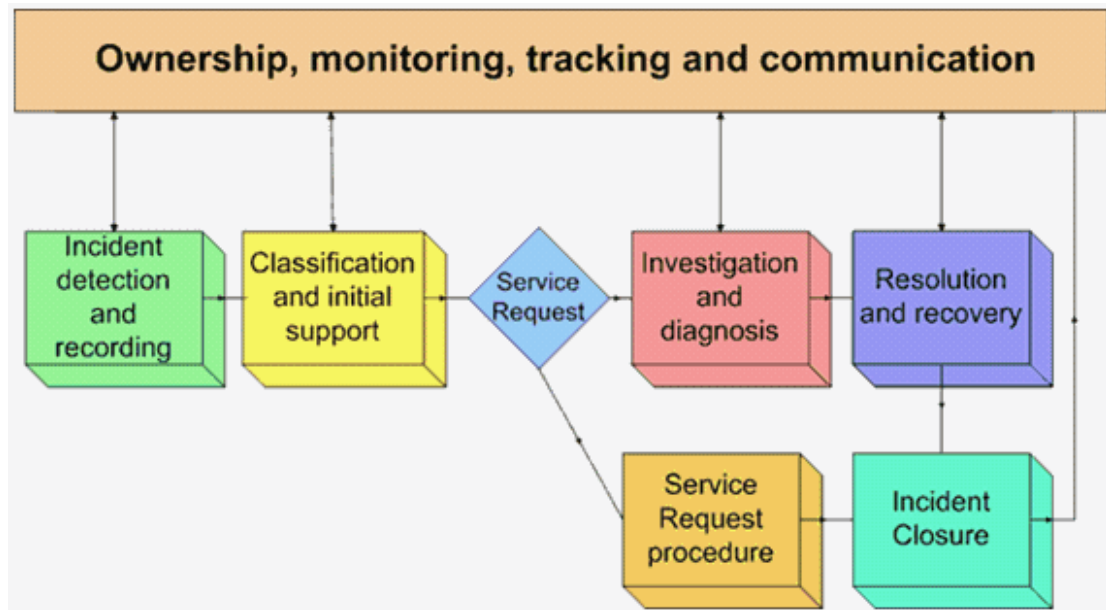 Ownership, monitoring, tracking and communication
Incident
detection
and
recording
Classification
and initial
support
Service
Request
Investigation
and
diagnosis
Resolution
and recovery
Service
Request
procedure
Incident
Closure